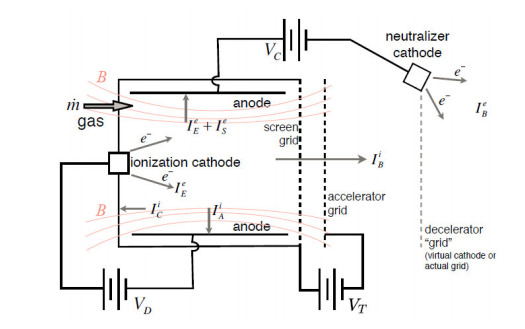 neutralizer
cathode
V_C
B
e⁻
e⁻
I_B^e
ṁ
gas
anode
I_E^e + I_S^e
screen
grid
e⁻
ionization cathode
I_B^i
e⁻
I_E^e
accelerator
grid
B
I_C^i
I_A^i
anode
decelerator
"grid"
(virtual cathode or
actual grid)
V_D
V_T